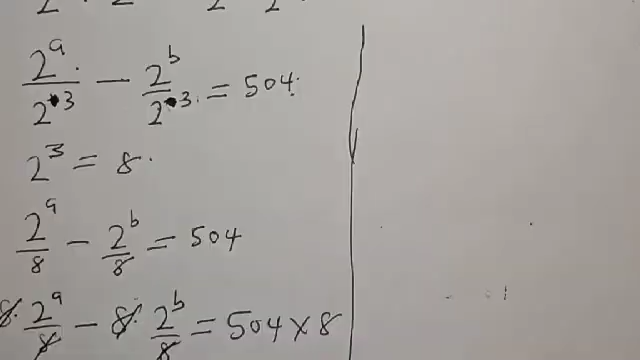 2^a/2^3 - 2^b/2^3 = 504
2^3 = 8.
2^a/8 - 2^b/8 = 504
8. 2^a/8 - 8. 2^b/8 = 504 x 8